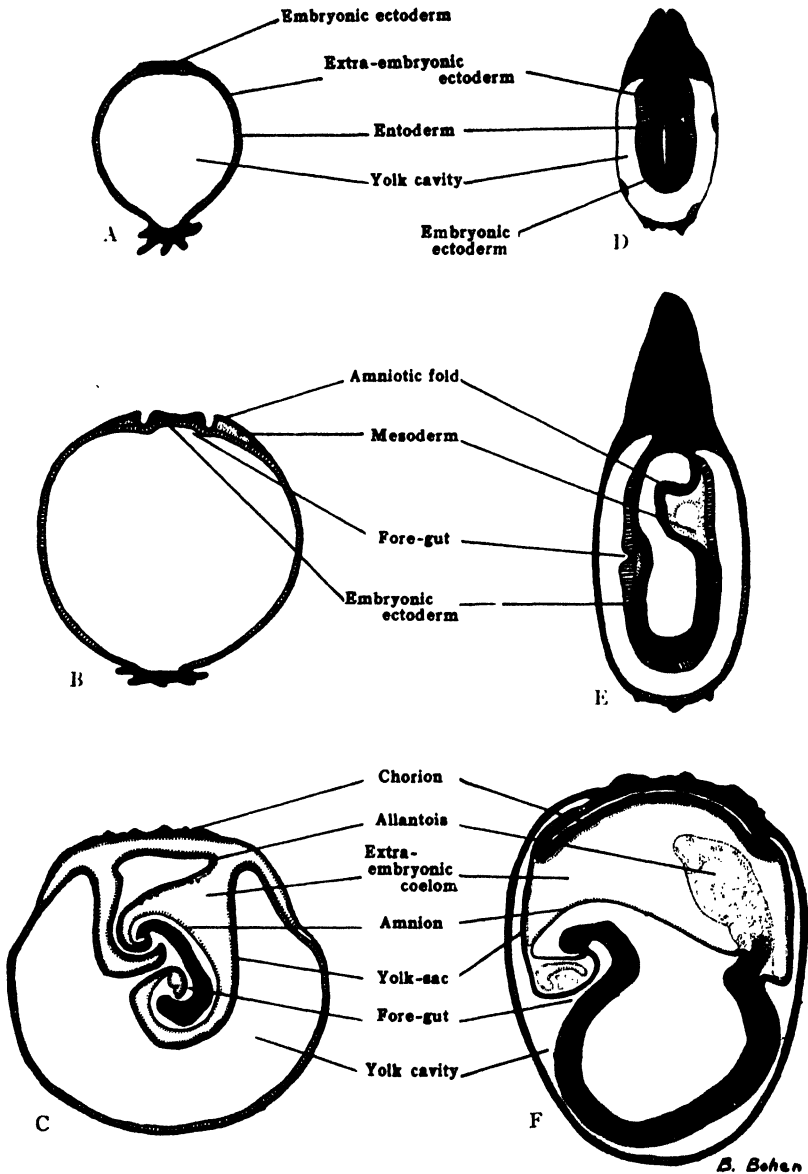 Embryonic ectoderm
Extra-embryonic
ectoderm
Entoderm
Yolk cavity
Embryonic
ectoderm
A
D
Amniotic fold
Mesoderm
Fore-gut
Embryonic
ectoderm
B
E
Chorion
Allantois
Extra-
embryonic
coelom
Amnion
Yolk-sac
Fore-gut
Yolk cavity
C
F
B. Bohen